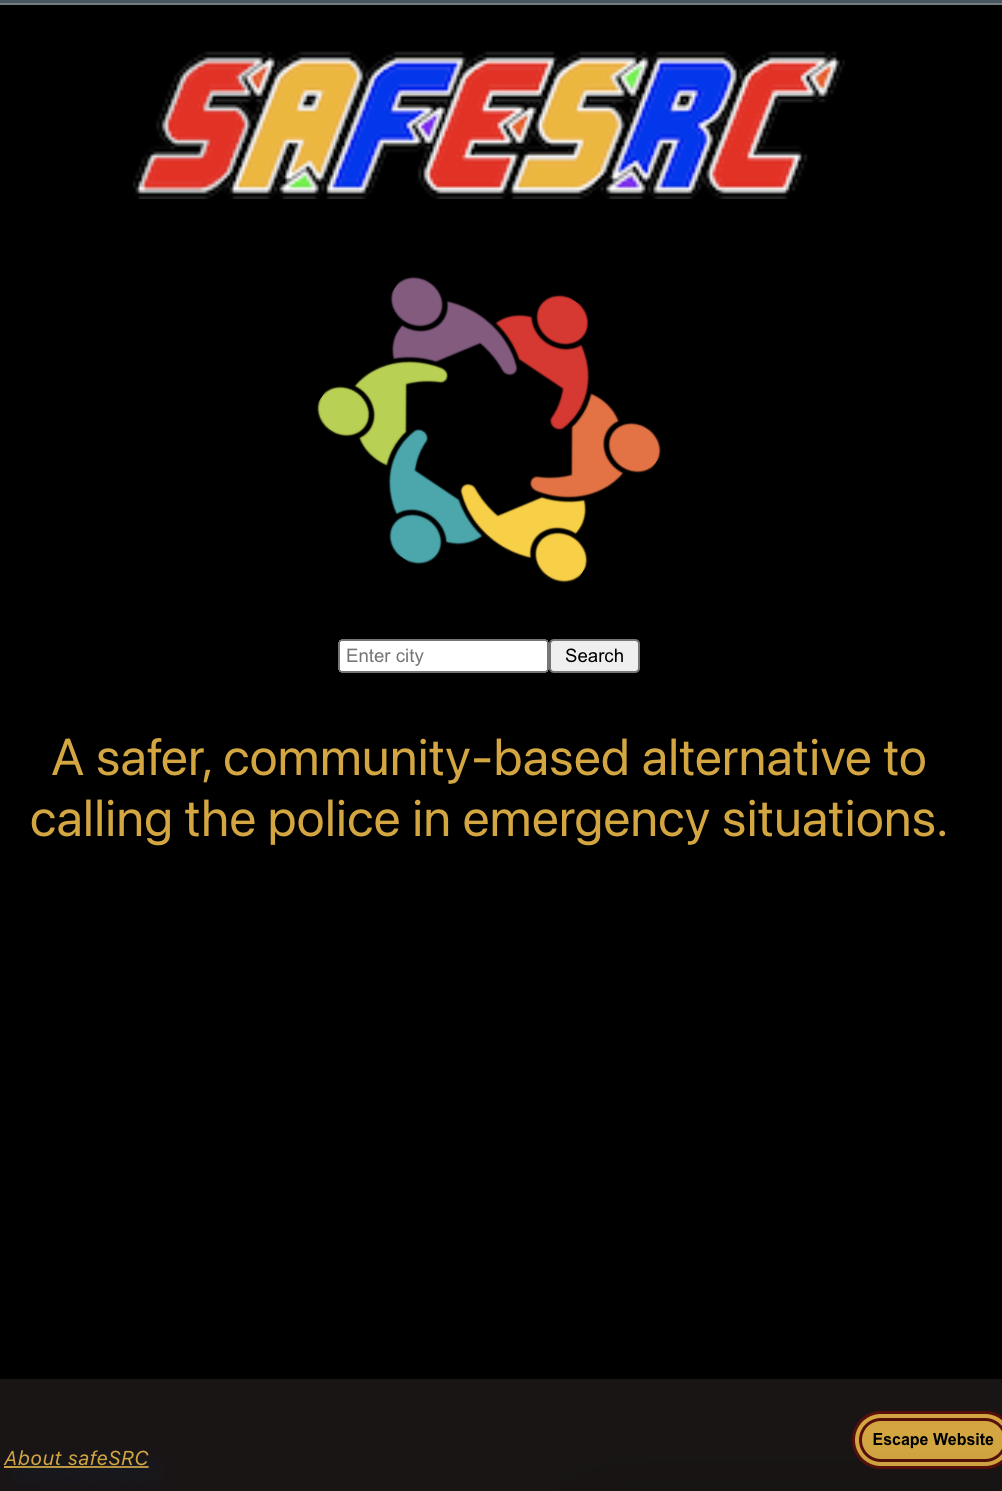 SAFESRC
Enter city
Search
A safer, community-based alternative to
calling the police in emergency situations.
About safeSRC
Escape Website